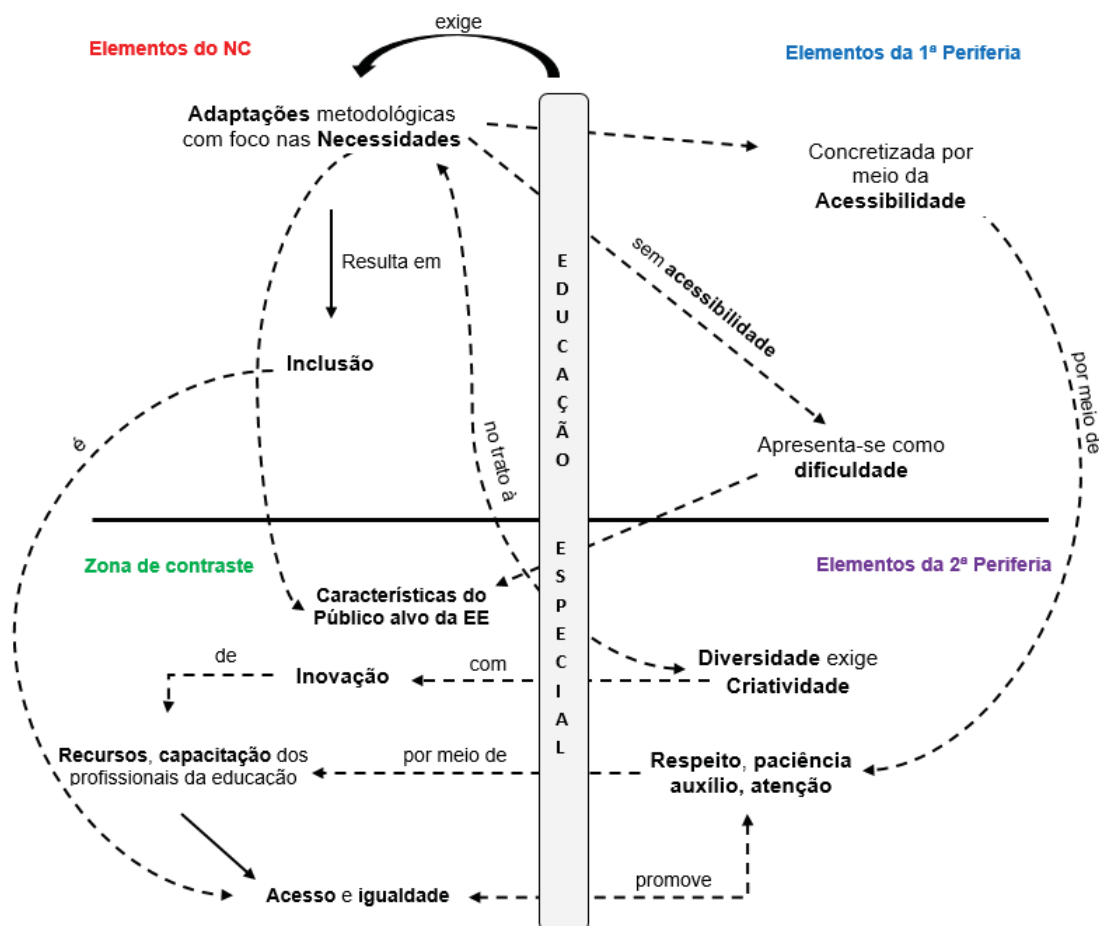 exige
Elementos do NC
Elementos da 1ª Periferia
Adaptações metodológicas
com foco nas Necessidades
Concretizada por
meio da
Acessibilidade
Resulta em
sem acessibilidade
Inclusão
por meio de
é
no trato à
Apresenta-se como
dificuldade
EDUCAÇÃO
ESPECIAL
Zona de contraste
Elementos da 2ª Periferia
Características do
Público alvo da EE
de
Inovação
com
Diversidade exige
Criatividade
Recursos, capacitação dos
profissionais da educação
por meio de
Respeito, paciência
auxílio, atenção
Acesso e igualdade
promove